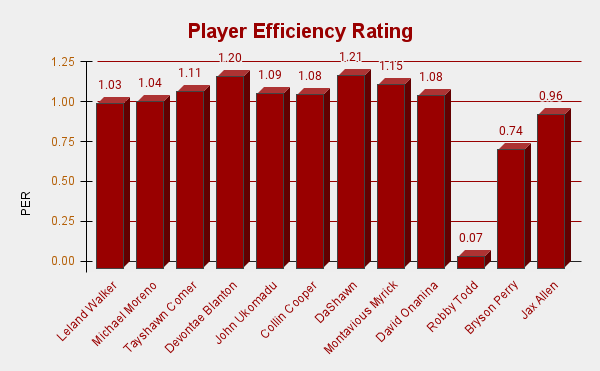 Player Efficiency Rating
PER
1.25
1.00
0.75
0.50
0.25
0.00
1.03
1.04
1.11
1.20
1.09
1.08
1.21
1.15
1.08
0.07
0.74
0.96
Leland Walker
Michael Moreno
Tayshawn Comer
Devontae Blanton
John Ukomadu
Collin Cooper
DaShawn
Montavious Myrick
David Onanina
Robby Todd
Bryson Perry
Jax Allen